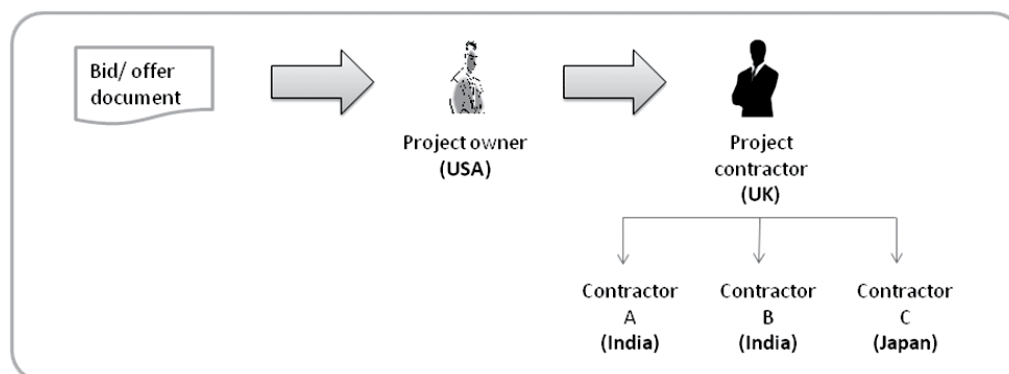 Bid/ offer
document
Project owner
(USA)
Project
contractor
(UK)
Contractor
A
(India)
Contractor
B
(India)
Contractor
C
(Japan)